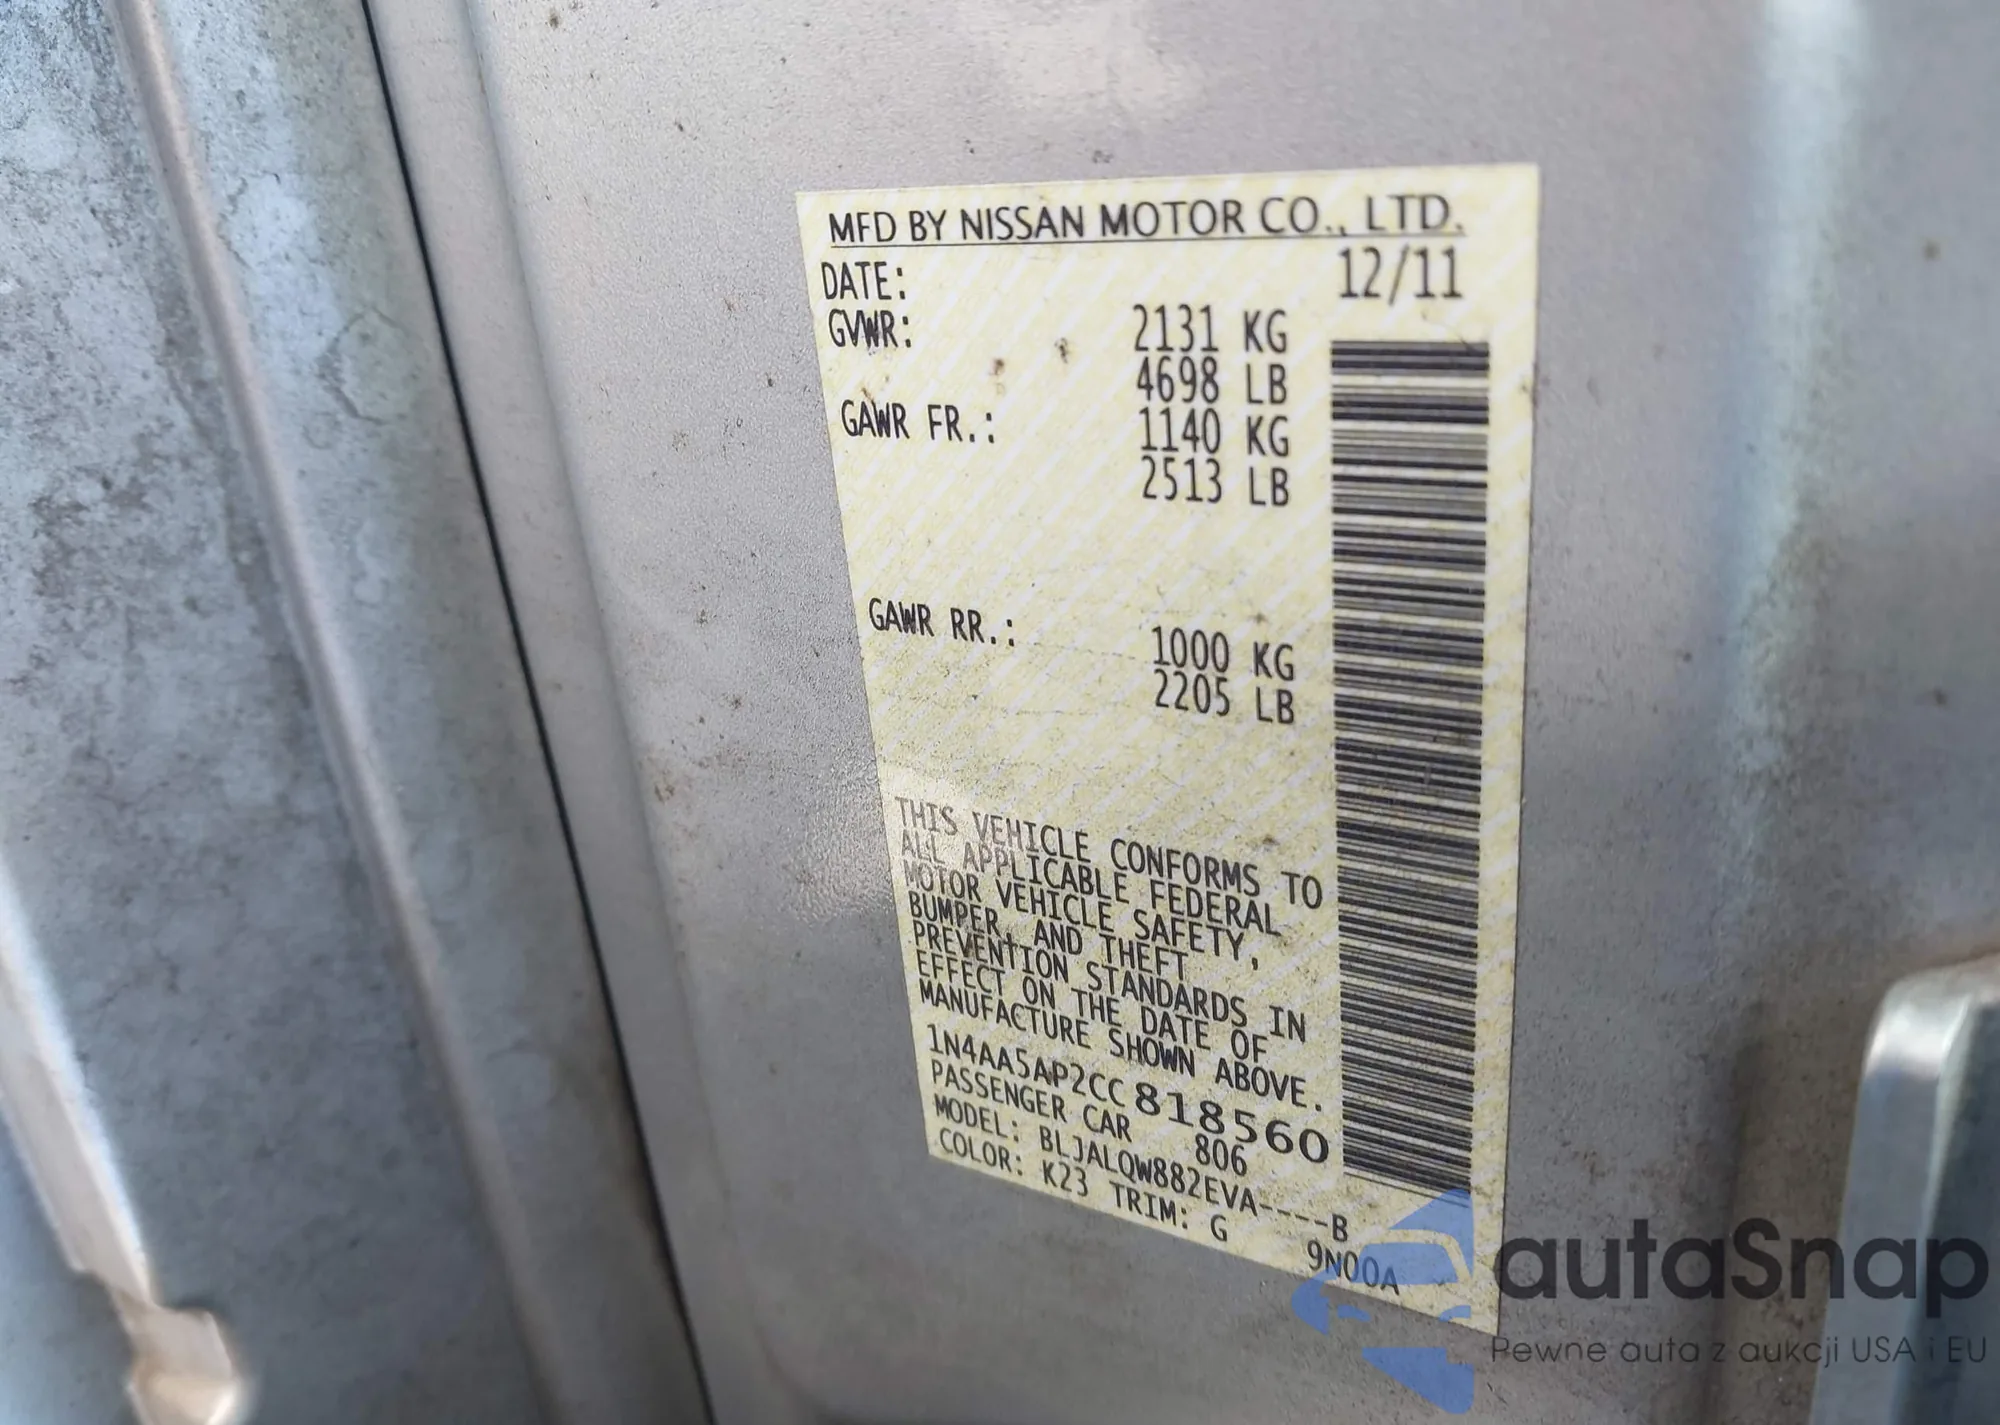 MFD BY NISSAN MOTOR CO., LTD.
DATE: 12/11
GVWR: 2131 KG
4698 LB
GAWR FR.: 1140 KG
2513 LB
GAWR RR.: 1000 KG
2205 LB
THIS VEHICLE CONFORMS TO
ALL APPLICABLE FEDERAL
MOTOR VEHICLE SAFETY,
BUMPER, AND THEFT
PREVENTION STANDARDS IN
EFFECT ON THE DATE OF
MANUFACTURE SHOWN ABOVE.
1N4AA5AP2CC818560
PASSENGER CAR 806
MODEL: BLJALQW882EVA----B
COLOR: K23 TRIM: G 9N00A
autaSnap
Pewne auta z aukcji USA i EU